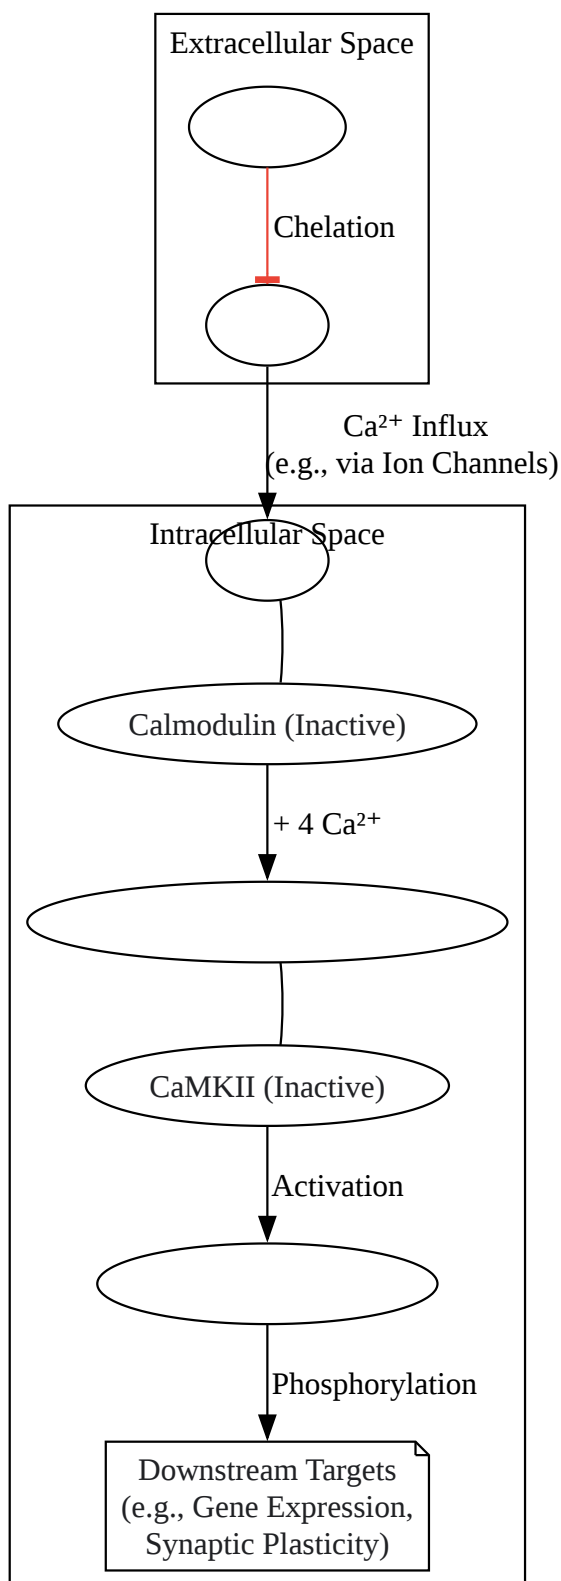 Extracellular Space
Chelation
Ca²⁺ Influx
(e.g., via Ion Channels)
Intracellular Space
Calmodulin (Inactive)
+ 4 Ca²⁺
CaMKII (Inactive)
Activation
Phosphorylation
Downstream Targets
(e.g., Gene Expression,
Synaptic Plasticity)